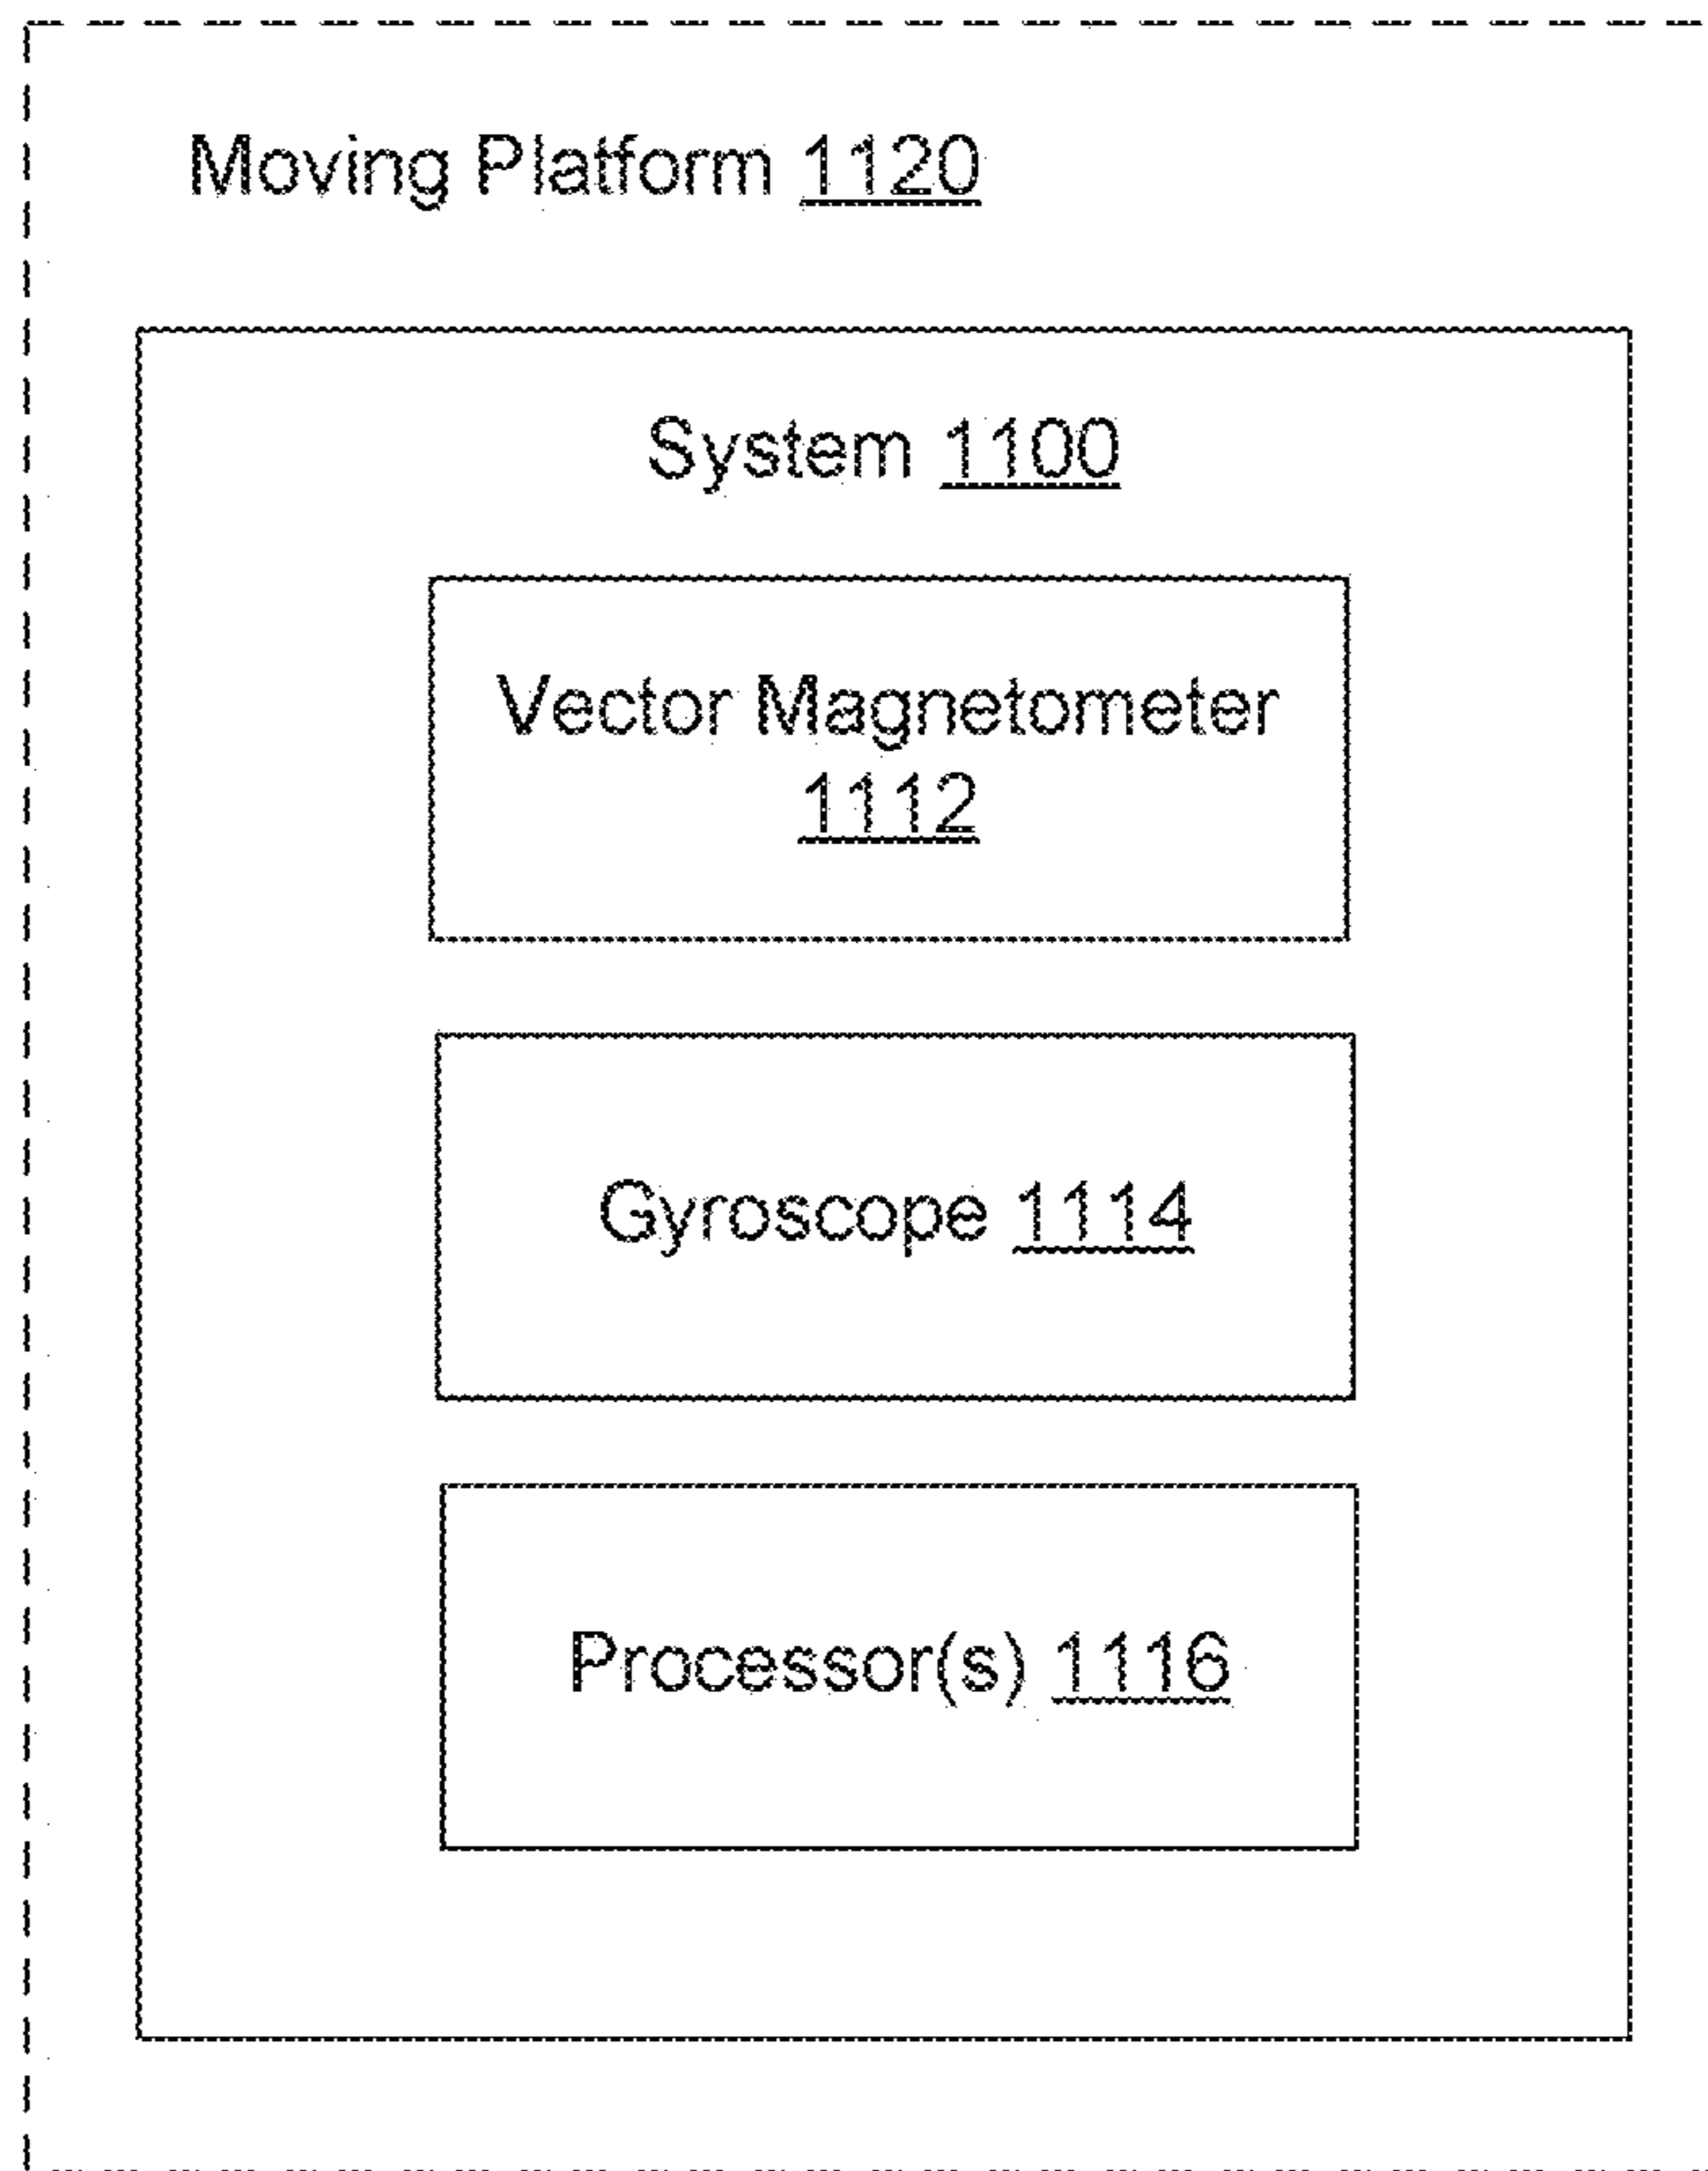 Moving Platform 1120
System 1100
Vector Magnetometer
1112
Gyroscope 1114
Processor(s) 1116